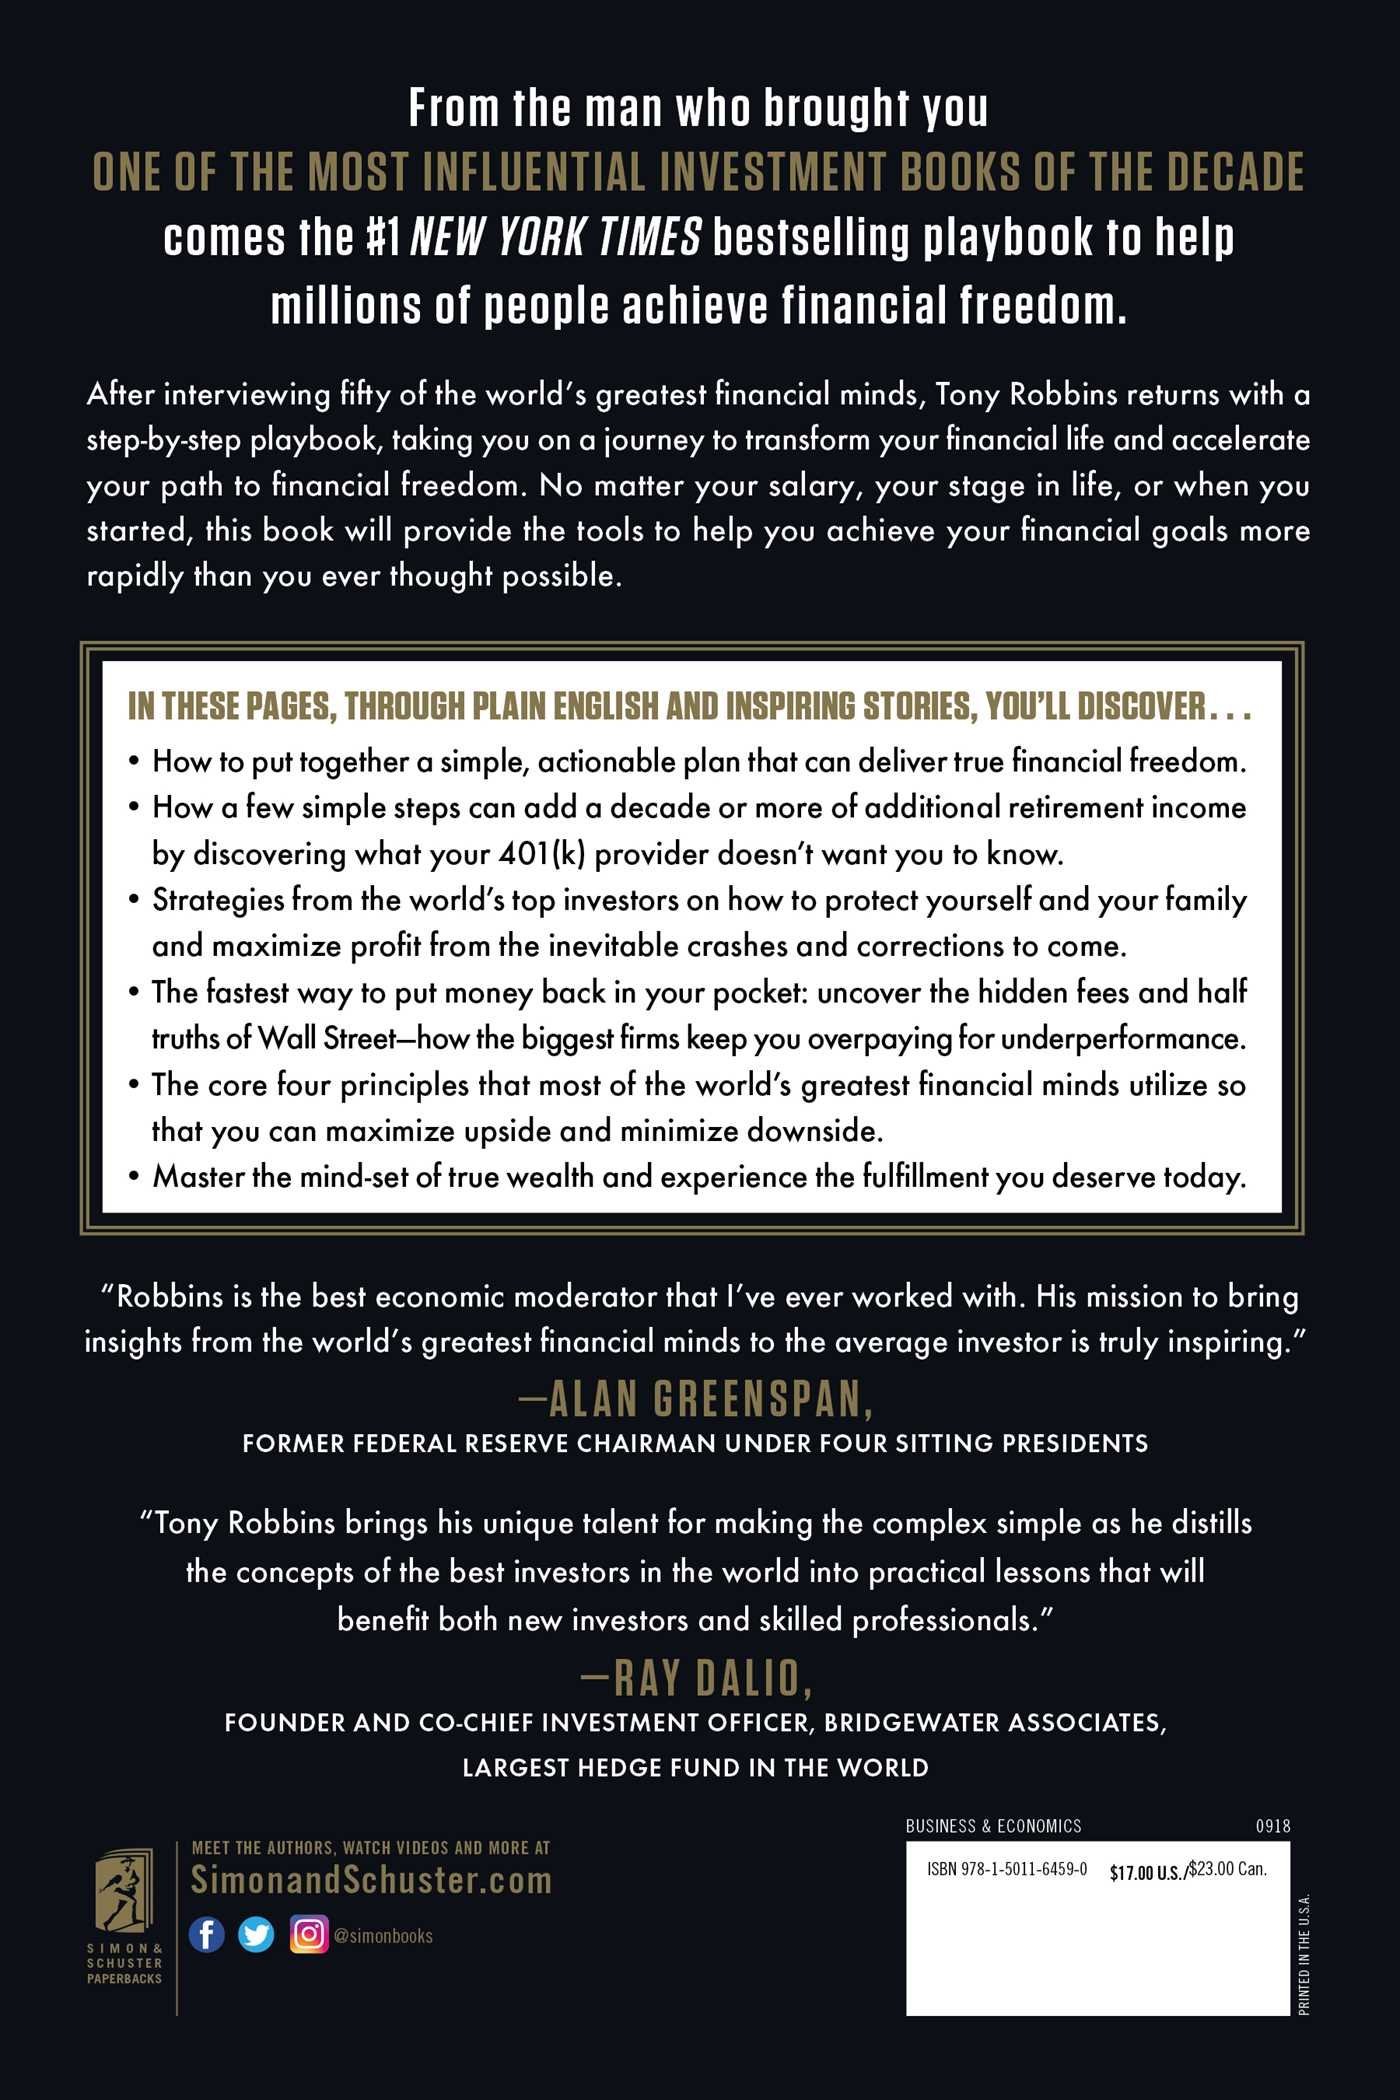 From the man who brought you
ONE OF THE MOST INFLUENTIAL INVESTMENT BOOKS OF THE DECADE
comes the #1 NEW YORK TIMES bestselling playbook to help
millions of people achieve financial freedom.
After interviewing fifty of the world's greatest financial minds, Tony Robbins returns with a
step-by-step playbook, taking you on a journey to transform your financial life and accelerate
your path to financial freedom. No matter your salary, your stage in life, or when you
started, this book will provide the tools to help you achieve your financial goals more
rapidly than you ever thought possible.
IN THESE PAGES, THROUGH PLAIN ENGLISH AND INSPIRING STORIES, YOU'LL DISCOVER...
• How to put together a simple, actionable plan that can deliver true financial freedom.
• How a few simple steps can add a decade or more of additional retirement income
by discovering what your 401(k) provider doesn't want you to know.
• Strategies from the world's top investors on how to protect yourself and your family
and maximize profit from the inevitable crashes and corrections to come.
• The fastest way to put money back in your pocket: uncover the hidden fees and half
truths of Wall Street—how the biggest firms keep you overpaying for underperformance.
• The core four principles that most of the world's greatest financial minds utilize so
that you can maximize upside and minimize downside.
• Master the mind-set of true wealth and experience the fulfillment you deserve today.
"Robbins is the best economic moderator that I've ever worked with. His mission to bring
insights from the world's greatest financial minds to the average investor is truly inspiring."
—ALAN GREENSPAN,
FORMER FEDERAL RESERVE CHAIRMAN UNDER FOUR SITTING PRESIDENTS
"Tony Robbins brings his unique talent for making the complex simple as he distills
the concepts of the best investors in the world into practical lessons that will
benefit both new investors and skilled professionals."
—RAY DALIO,
FOUNDER AND CO-CHIEF INVESTMENT OFFICER, BRIDGEWATER ASSOCIATES,
LARGEST HEDGE FUND IN THE WORLD
MEET THE AUTHORS, WATCH VIDEOS AND MORE AT
SimonandSchuster.com
@simonbooks
SIMON &
SCHUSTER
PAPERBACKS
BUSINESS & ECONOMICS 0918
ISBN 978-1-5011-6459-0 $17.00 U.S./$23.00 Can.
PRINTED IN THE U.S.A.